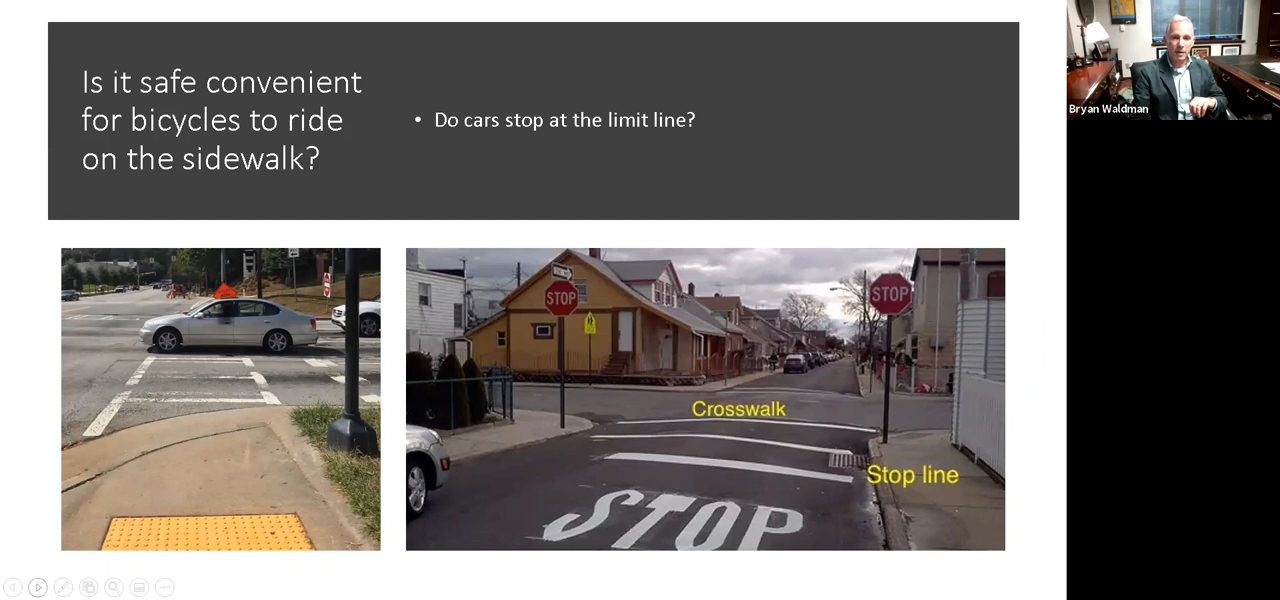 Is it safe convenient
for bicycles to ride
on the sidewalk?
• Do cars stop at the limit line?
Bryan Waldman
STOP
STOP
Crosswalk
Stop line
STOP